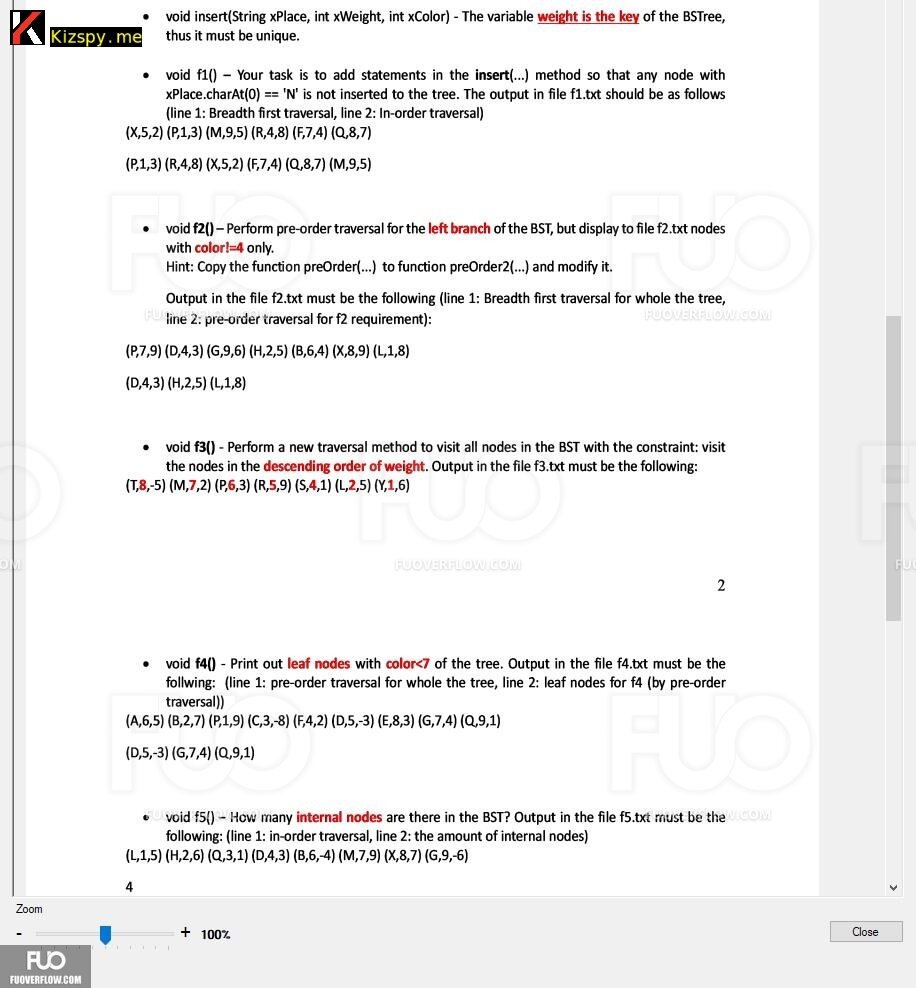 Kizspy.me
• void insert(String xPlace, int xWeight, int xColor) - The variable weight is the key of the BSTree,
thus it must be unique.
• void f1() – Your task is to add statements in the insert(...) method so that any node with
xPlace.charAt(0) == 'N' is not inserted to the tree. The output in file f1.txt should be as follows
(line 1: Breadth first traversal, line 2: In-order traversal)
(X,5,2) (P,1,3) (M,9,5) (R,4,8) (F,7,4) (Q,8,7)
(P,1,3) (R,4,8) (X,5,2) (F,7,4) (Q,8,7) (M,9,5)
• void f2() – Perform pre-order traversal for the left branch of the BST, but display to file f2.txt nodes
with color!=4 only.
Hint: Copy the function preOrder(...) to function preOrder2(...) and modify it.
Output in the file f2.txt must be the following (line 1: Breadth first traversal for whole the tree,
line 2: pre-order traversal for f2 requirement):
(P,7,9) (D,4,3) (G,9,6) (H,2,5) (B,6,4) (X,8,9) (L,1,8)
(D,4,3) (H,2,5) (L,1,8)
• void f3() - Perform a new traversal method to visit all nodes in the BST with the constraint: visit
the nodes in the descending order of weight. Output in the file f3.txt must be the following:
(T,8,-5) (M,7,2) (P,6,3) (R,5,9) (S,4,1) (L,2,5) (Y,1,6)
FUO
FUOVERFLOW.COM
2
• void f4() - Print out leaf nodes with color<7 of the tree. Output in the file f4.txt must be the
follwing: (line 1: pre-order traversal for whole the tree, line 2: leaf nodes for f4 (by pre-order
traversal))
(A,6,5) (B,2,7) (P,1,9) (C,3,-8) (F,4,2) (D,5,-3) (E,8,3) (G,7,4) (Q,9,1)
(D,5,-3) (G,7,4) (Q,9,1)
• void f5() – How many internal nodes are there in the BST? Output in the file f5.txt must be the
following: (line 1: in-order traversal, line 2: the amount of internal nodes)
(L,1,5) (H,2,6) (Q,3,1) (D,4,3) (B,6,-4) (M,7,9) (X,8,7) (G,9,-6)
4
Zoom
- + 100%
Close
FUO
FUOVERFLOW.COM